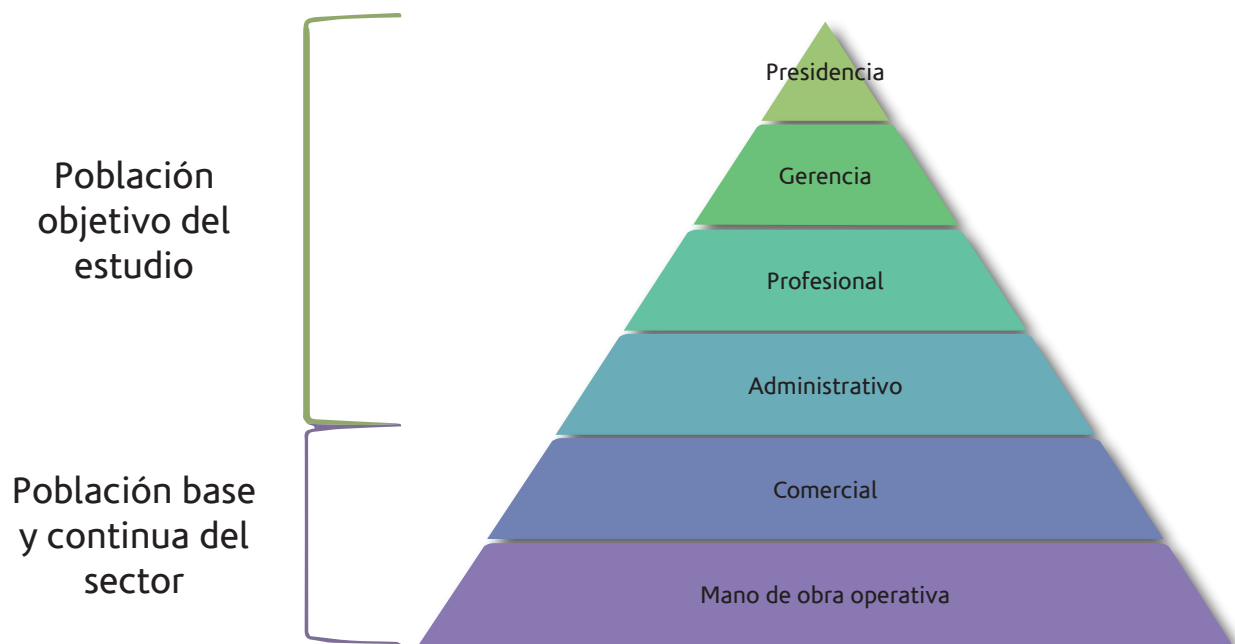 Población
objetivo del
estudio
Población base
y continua del
sector
Presidencia
Gerencia
Profesional
Administrativo
Comercial
Mano de obra operativa